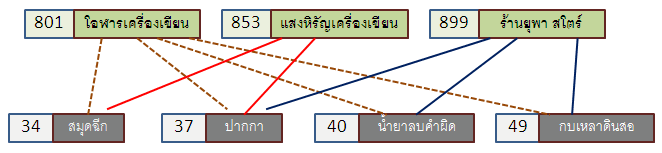 801 โอฬารเครื่องเขียน 853 แสงหิรัญเครื่องเขียน 899 ร้านยุพา สโตร์
34 สมุดฉีก 37 ปากกา 40 น้ำยาลบคำผิด 49 กบเหลาดินสอ